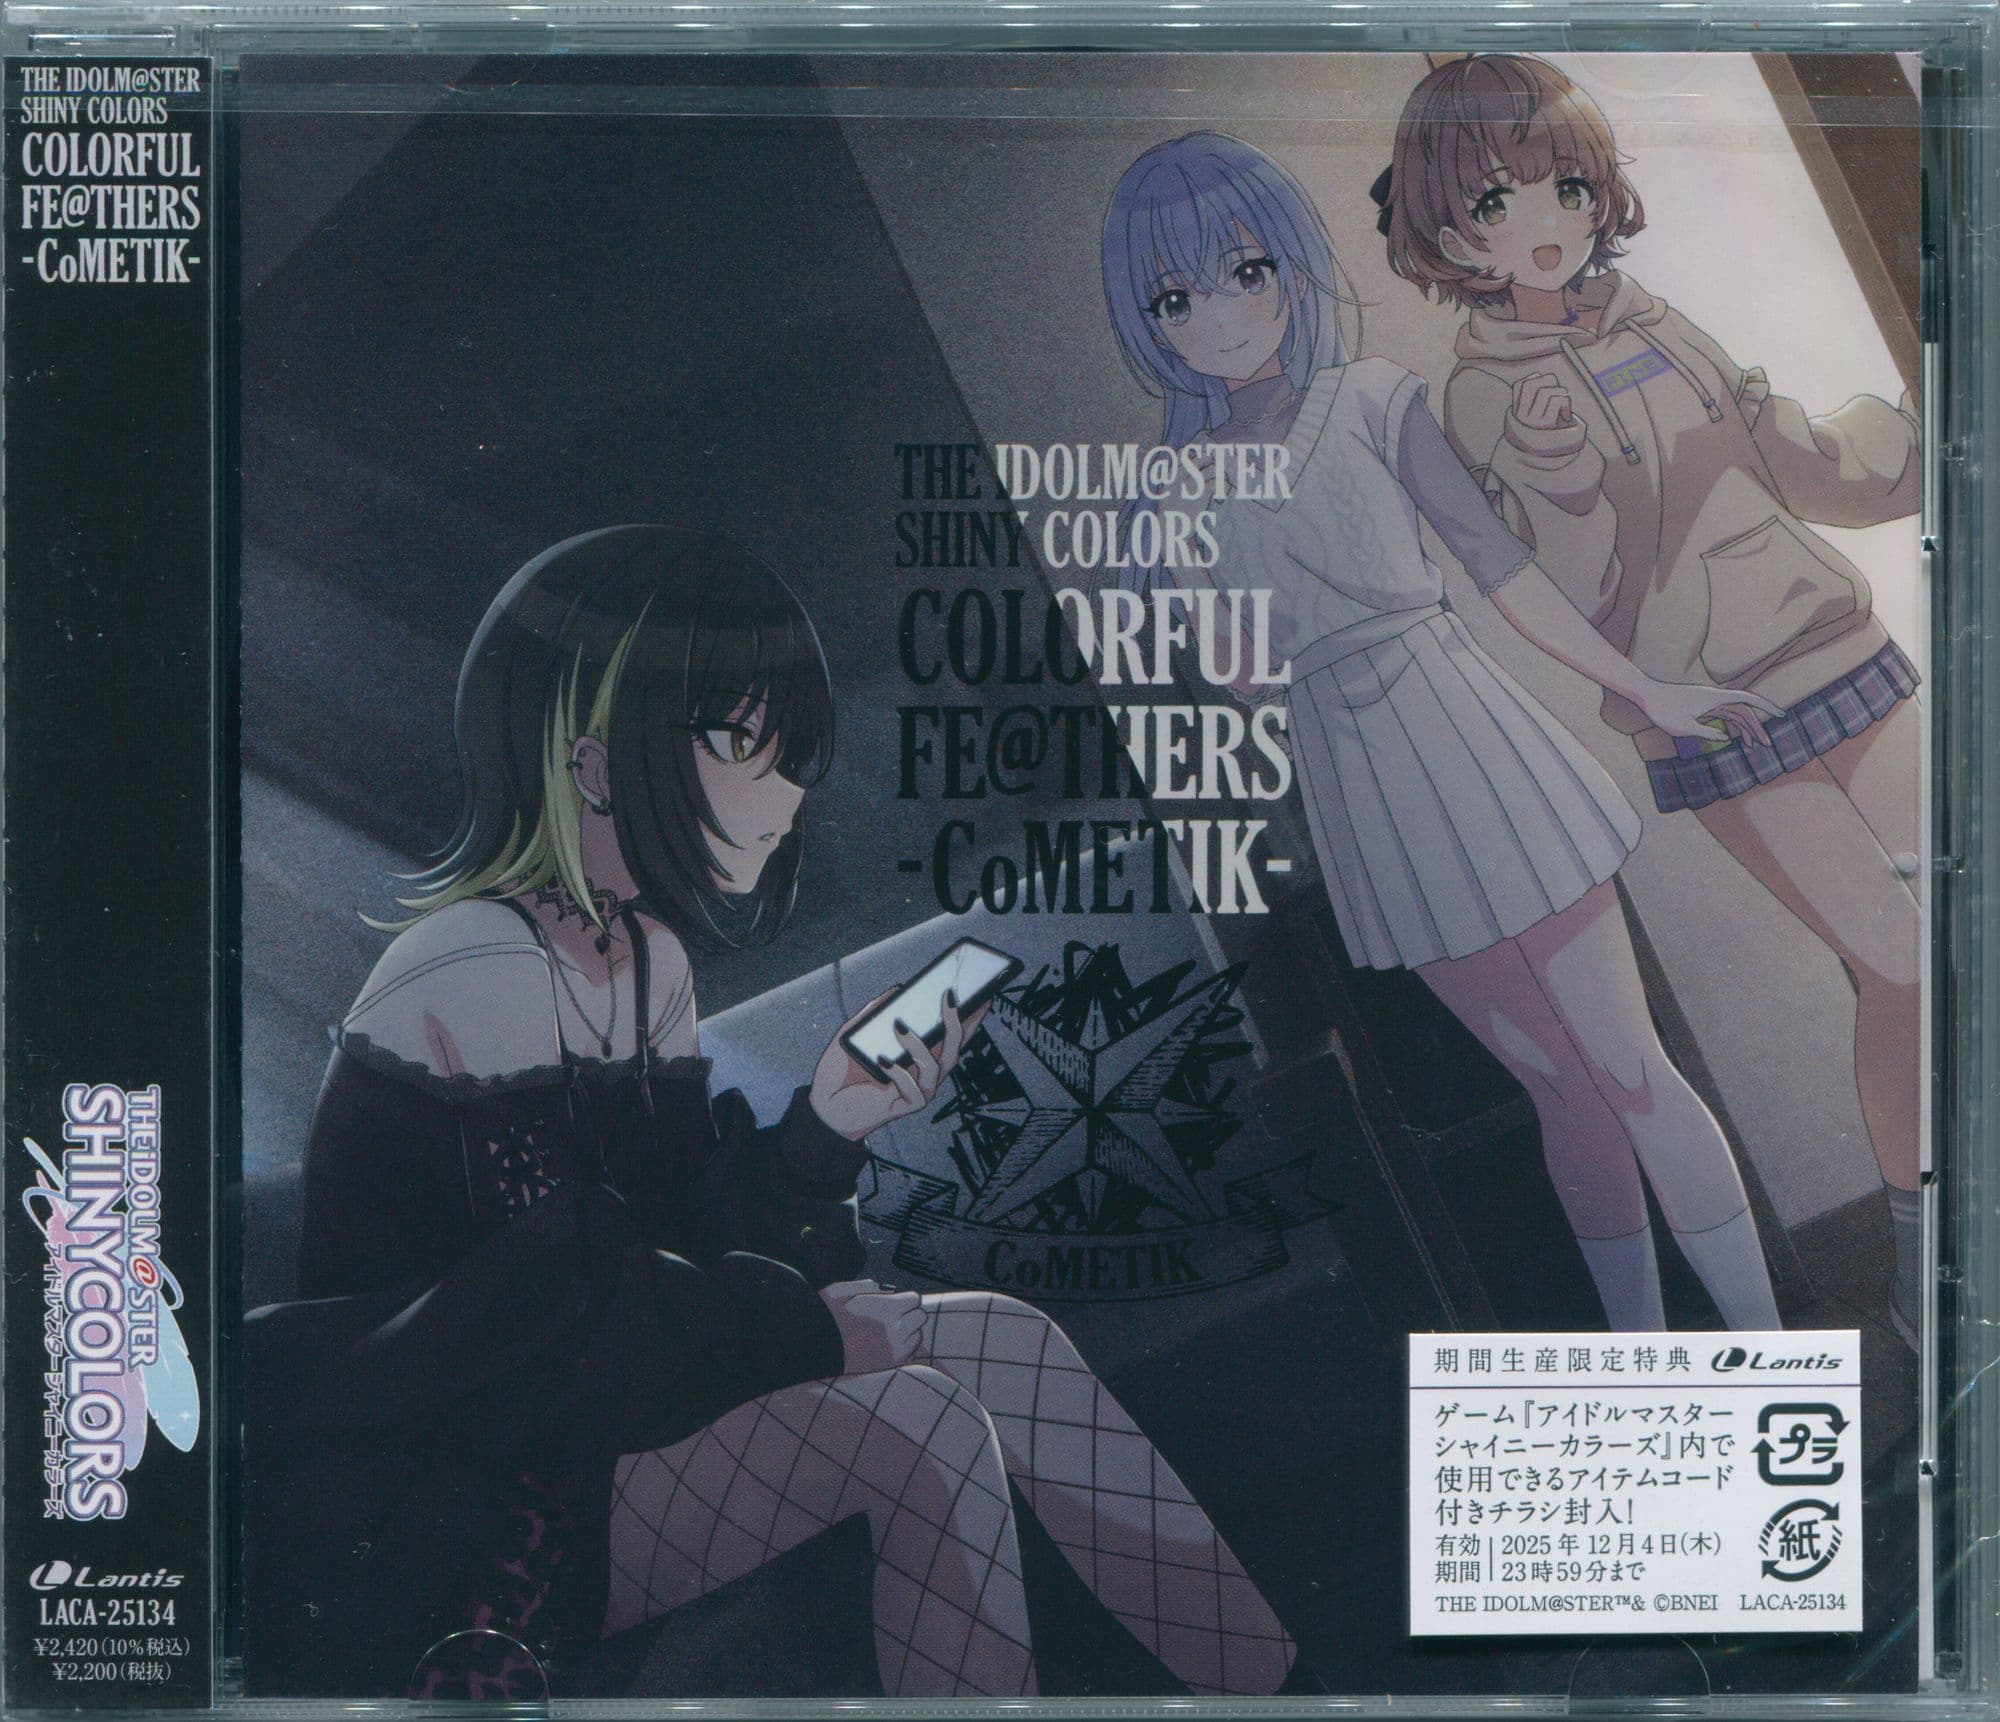 THE IDOLM@STER
SHINY COLORS
COLORFUL
FE@THERS
-CoMETIK-
THE iDOLM@STER
SHINYCOLORS
アイドルマスターシャイニーカラーズ
Lantis
LACA-25134
¥2,420(10%税込)
¥2,200(税抜)
THE IDOLM@STER
SHINY COLORS
COLORFUL
FE@THERS
-CoMETIK-
CoMETIK
期間生産限定特典 Lantis
ゲーム『アイドルマスター
シャイニーカラーズ』内で
使用できるアイテムコード
付きチラシ封入!
有効期間 2025年12月4日(木)
23時59分まで
プラ
紙
THE IDOLM@STER™& ©BNEI LACA-25134